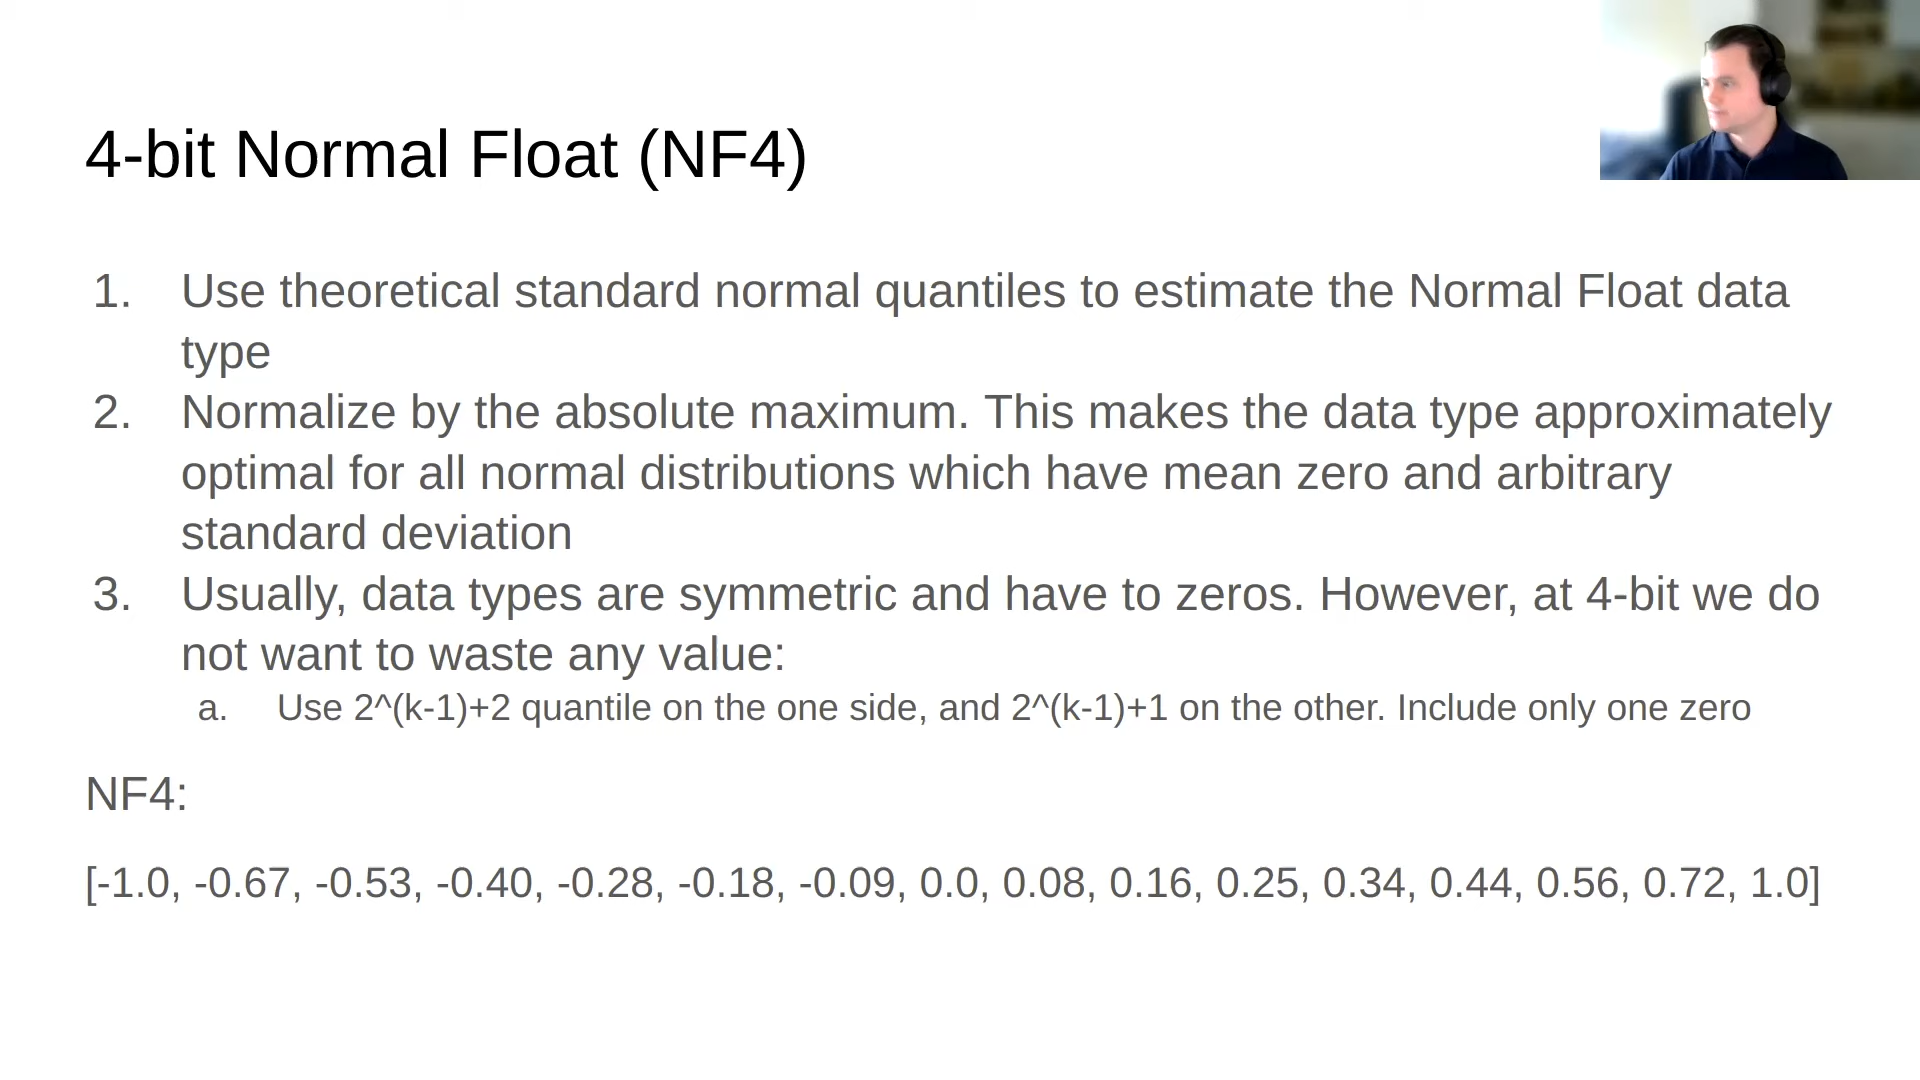 4-bit Normal Float (NF4)
1. Use theoretical standard normal quantiles to estimate the Normal Float data
type
2. Normalize by the absolute maximum. This makes the data type approximately
optimal for all normal distributions which have mean zero and arbitrary
standard deviation
3. Usually, data types are symmetric and have to zeros. However, at 4-bit we do
not want to waste any value:
a. Use 2^(k-1)+2 quantile on the one side, and 2^(k-1)+1 on the other. Include only one zero
NF4:
[-1.0, -0.67, -0.53, -0.40, -0.28, -0.18, -0.09, 0.0, 0.08, 0.16, 0.25, 0.34, 0.44, 0.56, 0.72, 1.0]